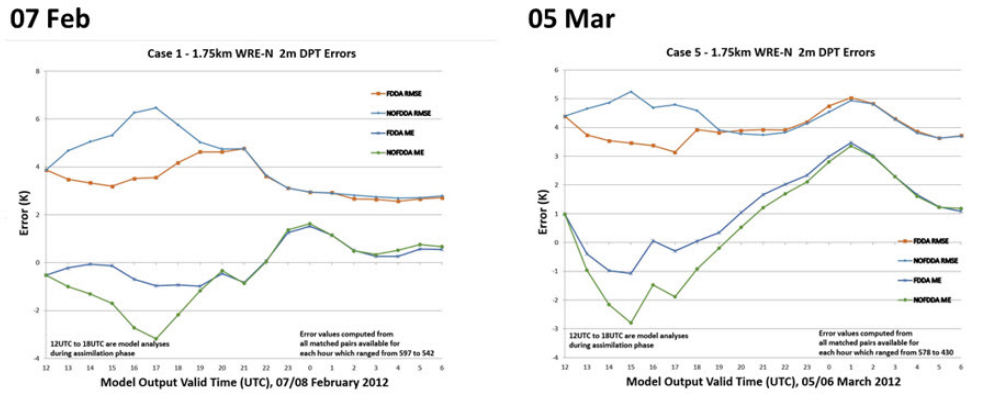 07 Feb
Case 1 - 1.75km WRE-N 2m DPT Errors
8
6
4
2
0
-2
-4
Error (K)
FDDA RMSE
NOFDDA RMSE
FDDA ME
NOFDDA ME
12UTC to 18UTC are model analyses
during assimilation phase
Error values computed from
all matched pairs available for
each hour which ranged from 597 to 542
12 13 14 15 16 17 18 19 20 21 22 23 0 1 2 3 4 5 6
Model Output Valid Time (UTC), 07/08 February 2012
05 Mar
Case 5 - 1.75km WRE-N 2m DPT Errors
6
5
4
3
2
1
0
-1
-2
-3
-4
Error (K)
FDDA RMSE
NOFDDA RMSE
FDDA ME
NOFDDA ME
12UTC to 18UTC are model analyses
during assimilation phase
Error values computed from
all matched pairs available for
each hour which ranged from 578 to 430
12 13 14 15 16 17 18 19 20 21 22 23 0 1 2 3 4 5 6
Model Output Valid Time (UTC), 05/06 March 2012